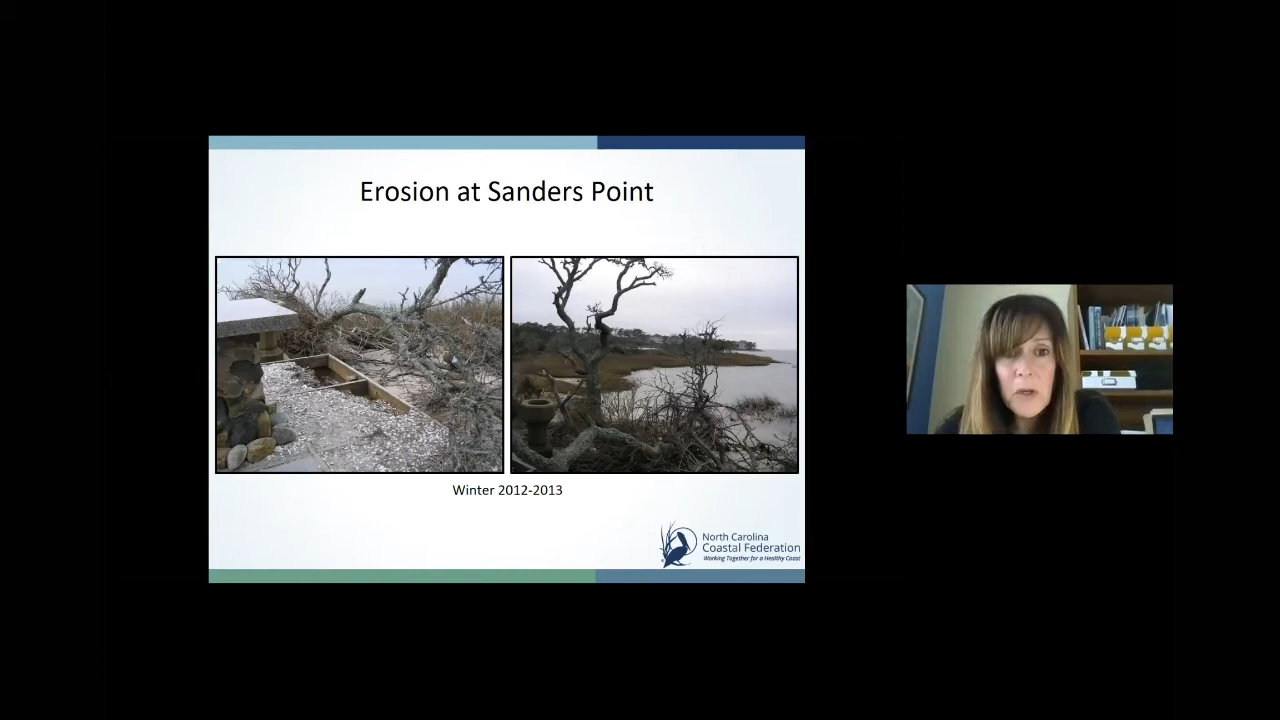 Erosion at Sanders Point
Winter 2012-2013
North Carolina
Coastal Federation
Working Together for a Healthy Coast